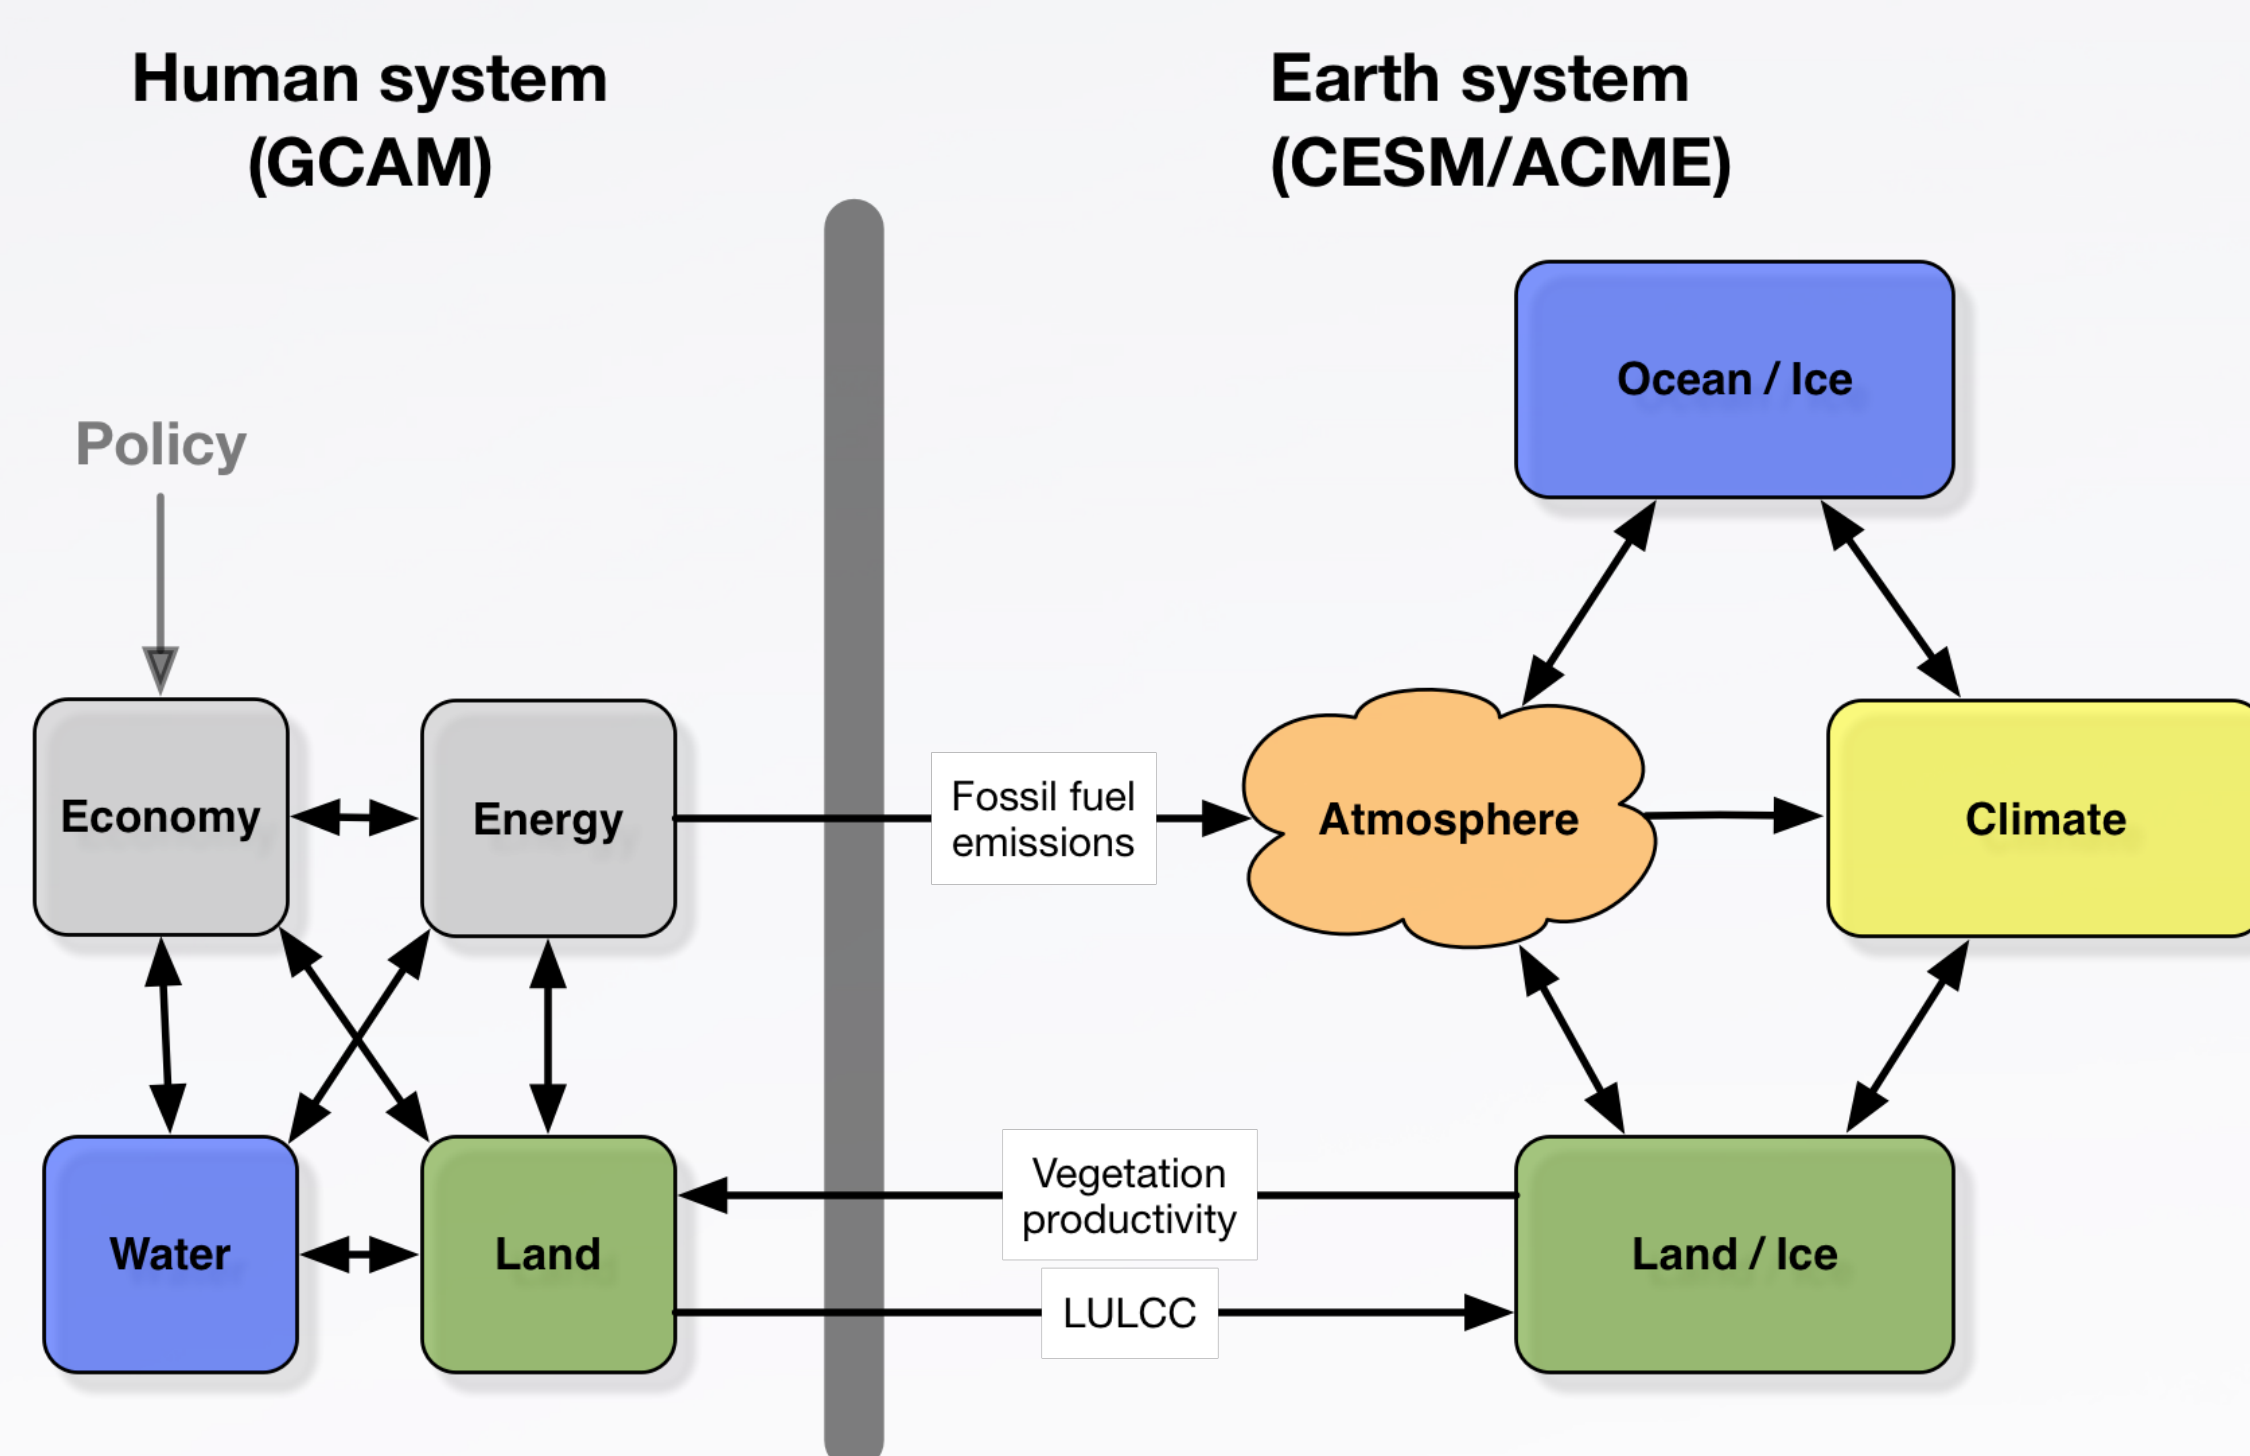 Human system
(GCAM)
Earth system
(CESM/ACME)
Ocean / Ice
Policy
Economy
Energy
Fossil fuel
emissions
Atmosphere
Climate
Water
Land
Vegetation
productivity
LULCC
Land / Ice